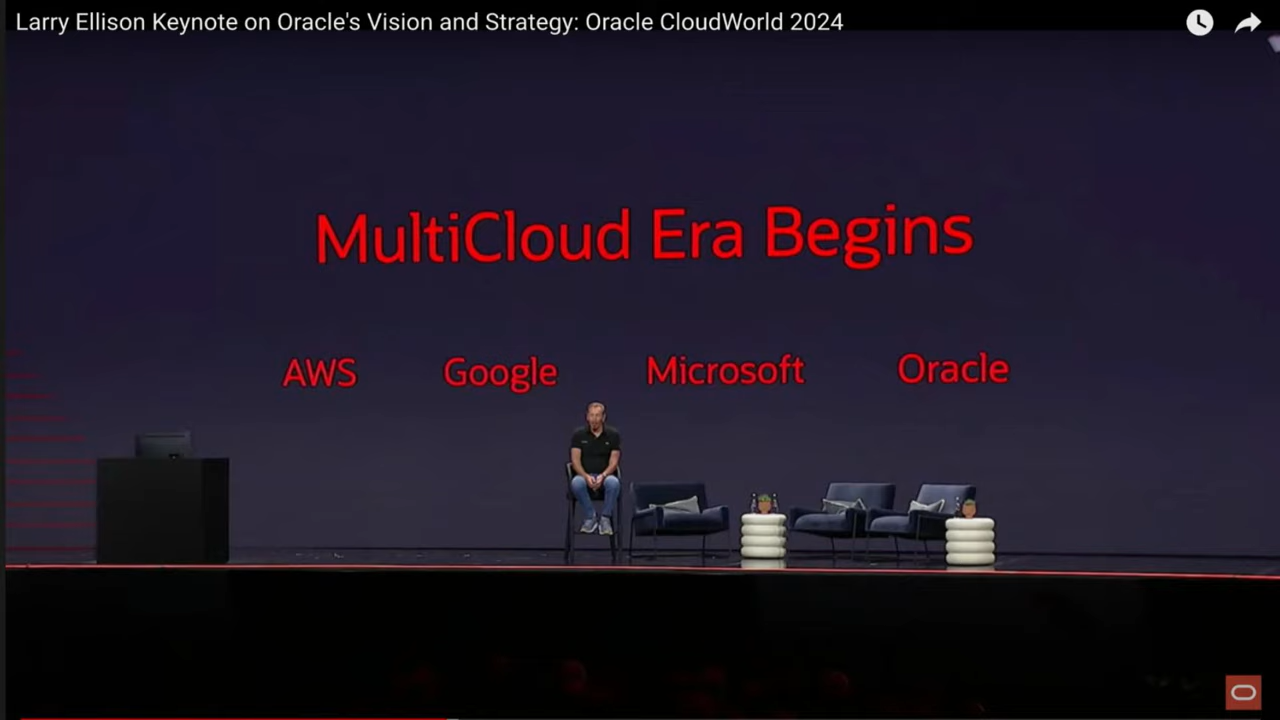 Larry Ellison Keynote on Oracle's Vision and Strategy: Oracle CloudWorld 2024
MultiCloud Era Begins
AWS Google Microsoft Oracle